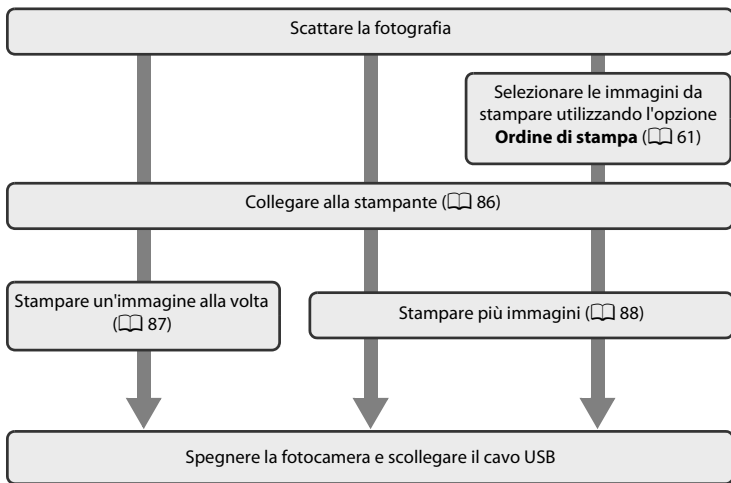 Scattare la fotografia
Selezionare le immagini da
stampare utilizzando l'opzione
Ordine di stampa (📖 61)
Collegare alla stampante (📖 86)
Stampare un'immagine alla volta
(📖 87)
Stampare più immagini (📖 88)
Spegnere la fotocamera e scollegare il cavo USB